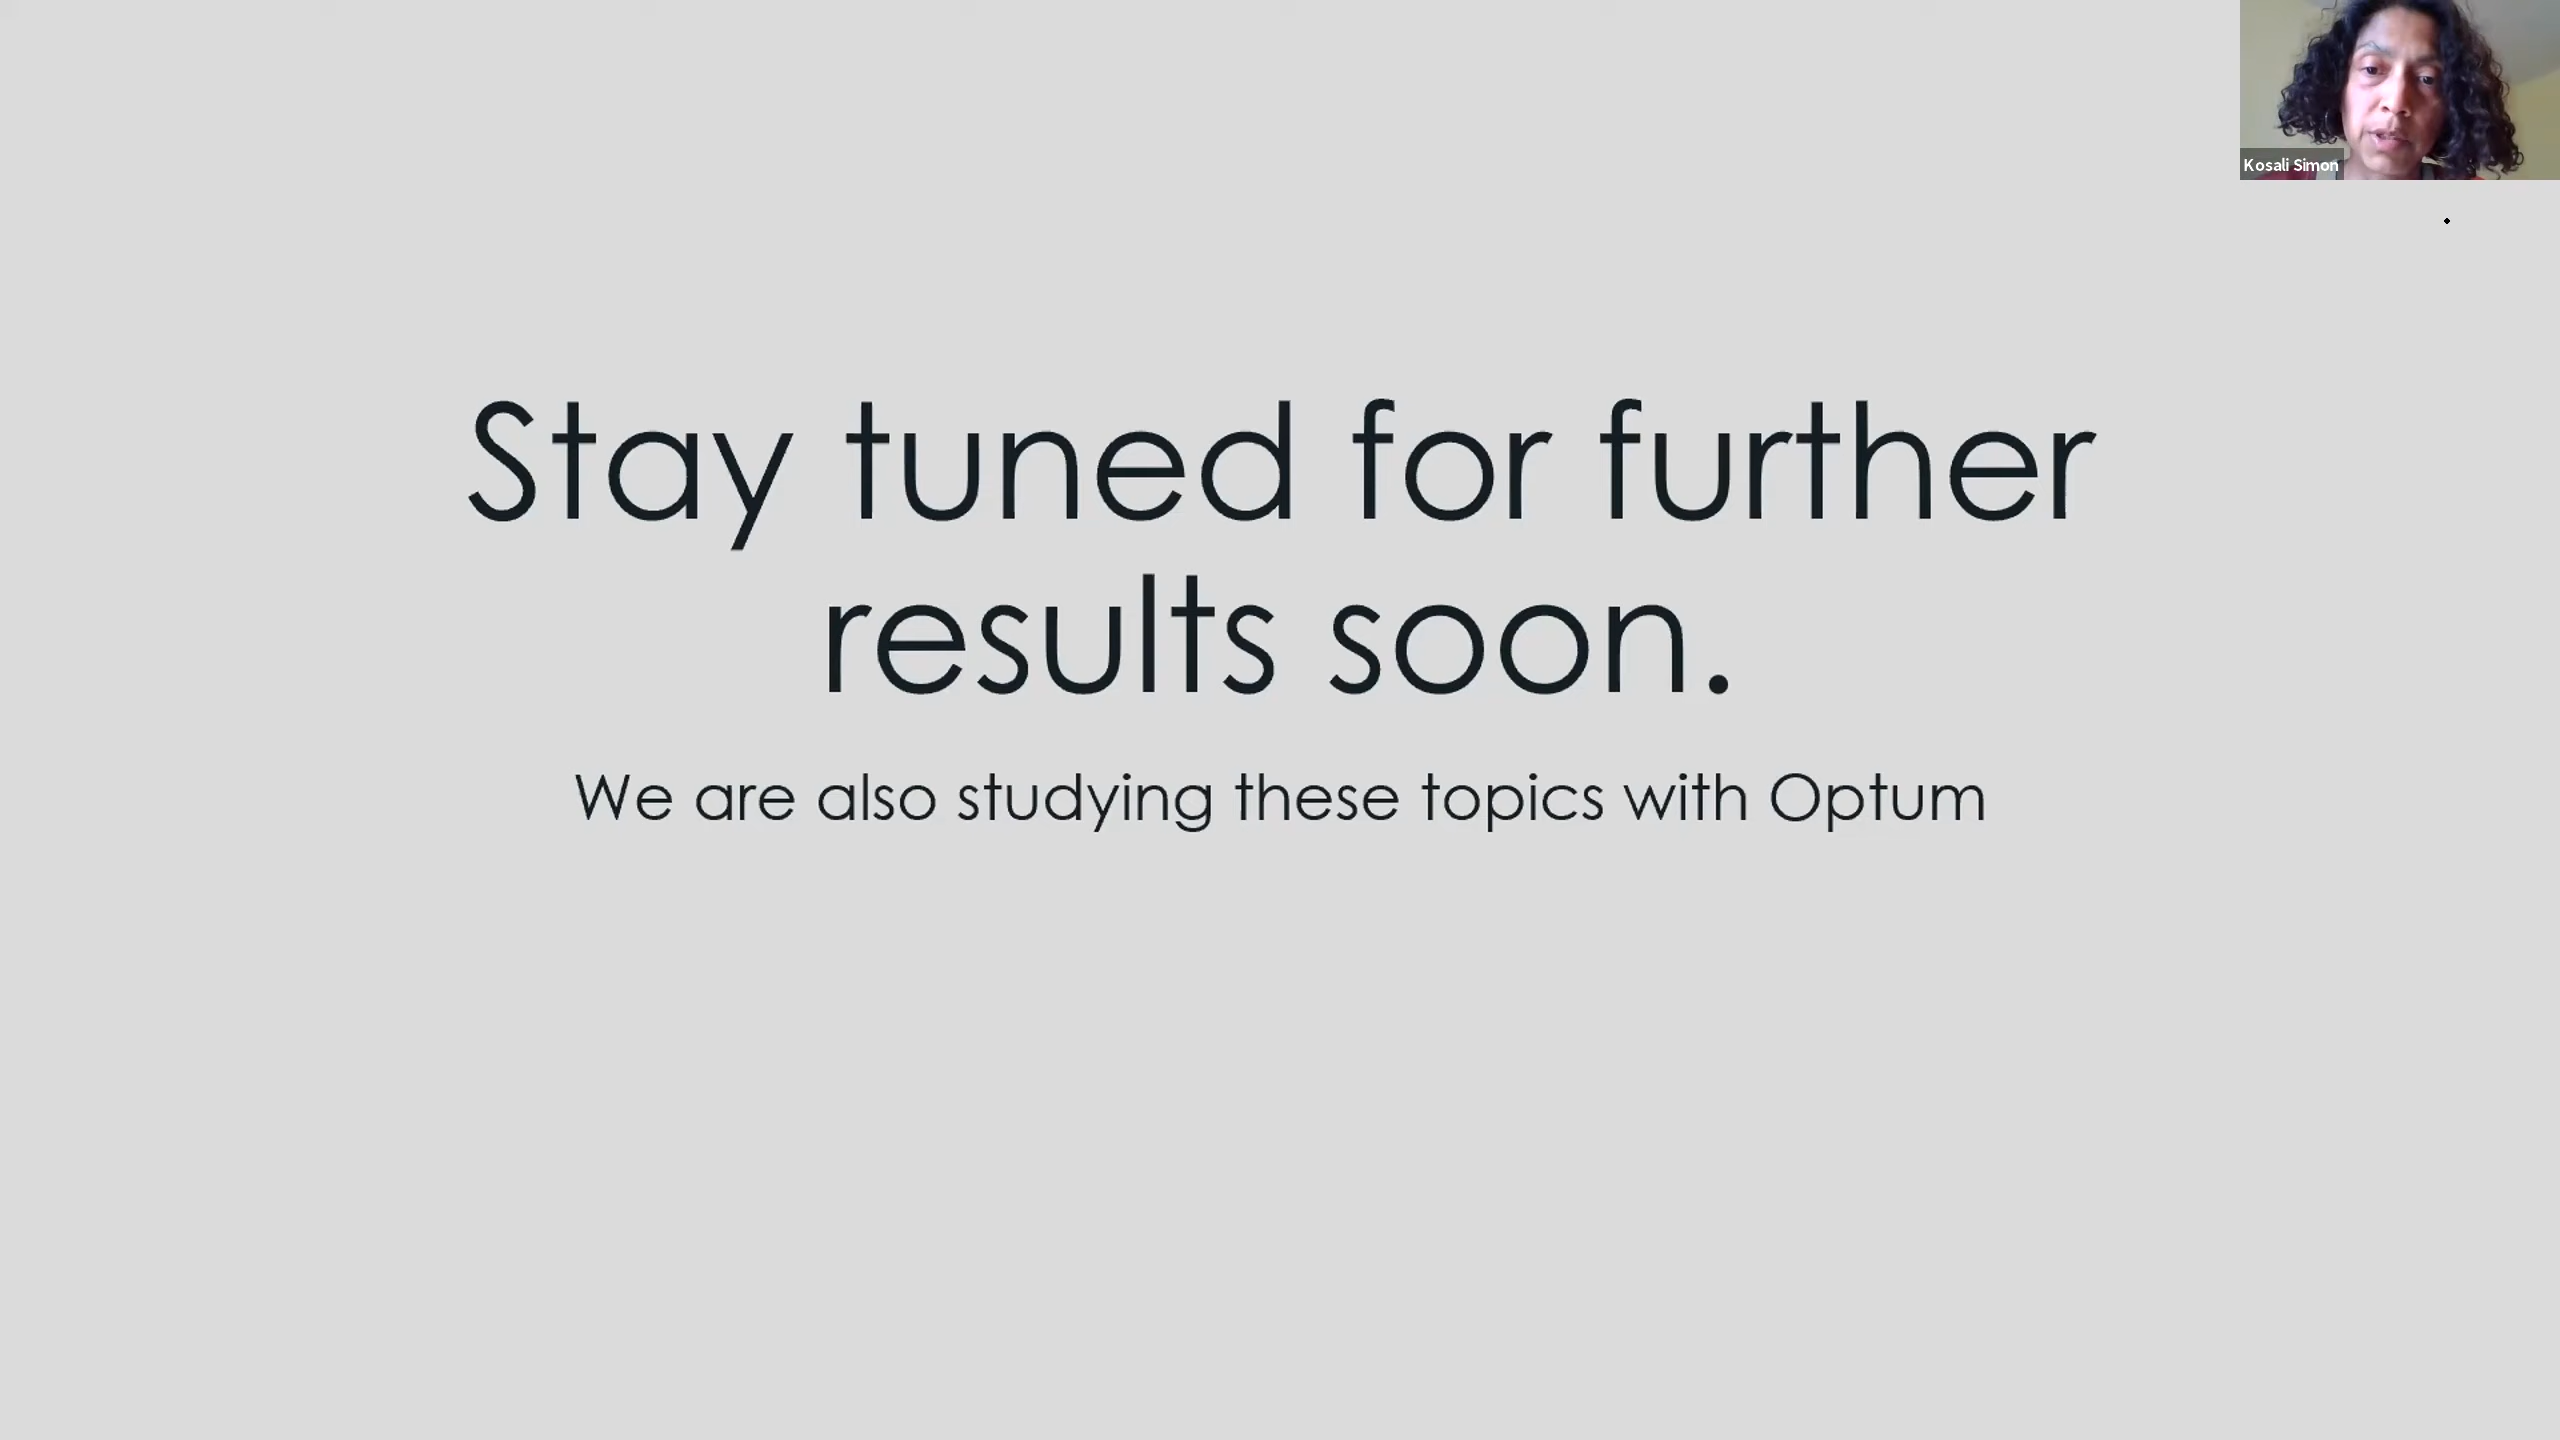 Kosali Simon
Stay tuned for further
results soon.
We are also studying these topics with Optum